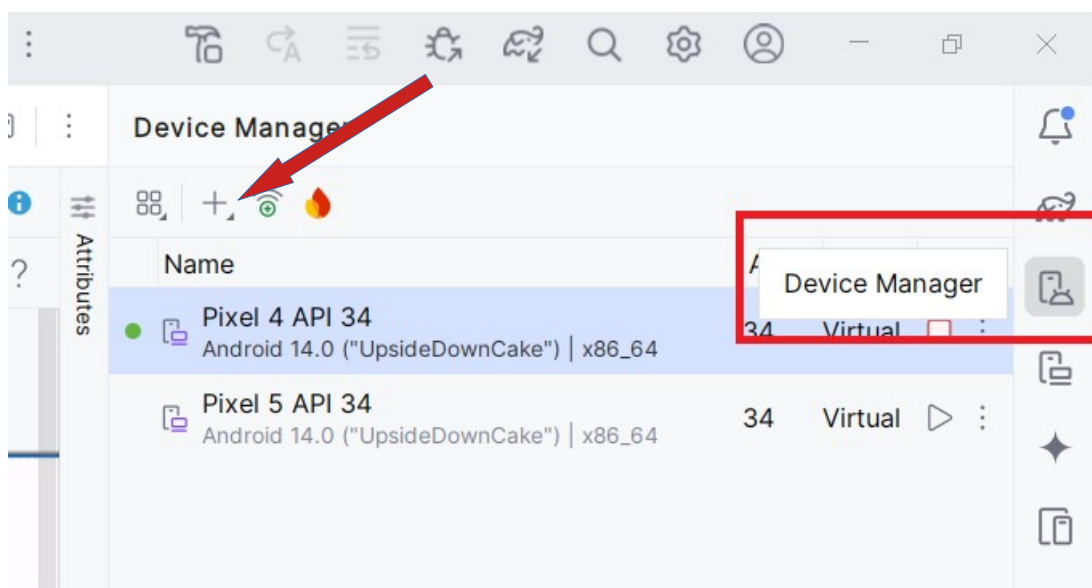 Device Manager
Attributes
Name
Device Manager
Pixel 4 API 34
Android 14.0 ("UpsideDownCake") | x86_64
34 Virtual
Pixel 5 API 34
Android 14.0 ("UpsideDownCake") | x86_64
34 Virtual